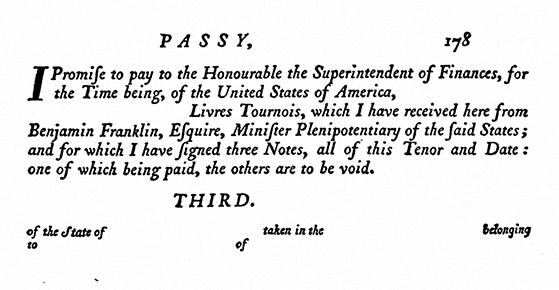 PASSY, 178
I Promiſe to pay to the Honourable the Superintendent of Finances, for
the Time being, of the United States of America,
Livres Tournois, which I have received here from
Benjamin Franklin, Eſquire, Miniſter Plenipotentiary of the ſaid States;
and for which I have ſigned three Notes, all of this Tenor and Date:
one of which being paid, the others are to be void.
THIRD.
of the State of taken in the belonging
to of